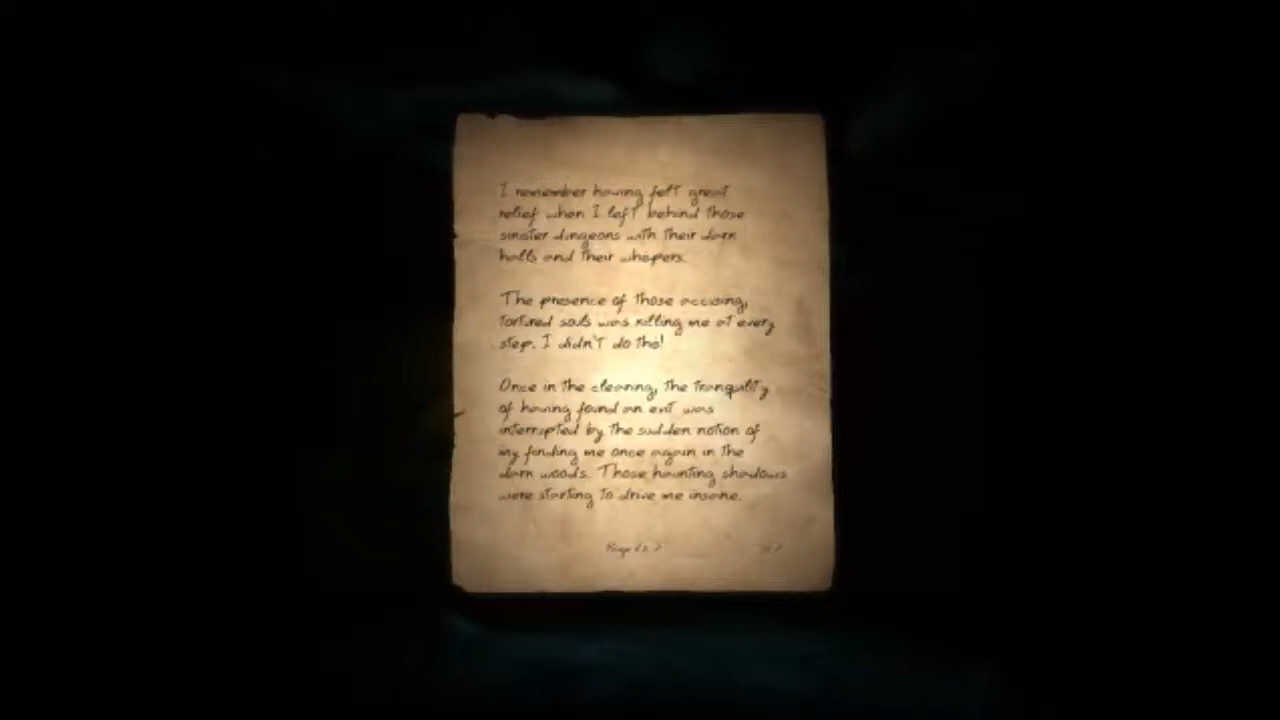 I remember having felt great
relief when I left behind those
sinister dungeons with their dark
halls and their whispers.
The presence of those accusing,
tortured souls was killing me at every
step. I didn't do this!
Once in the clearing, the tranquility
of having found an exit was
interrupted by the sudden notion of
my finding me once again in the
dark woods. Those haunting shadows
were starting to drive me insane.
Page